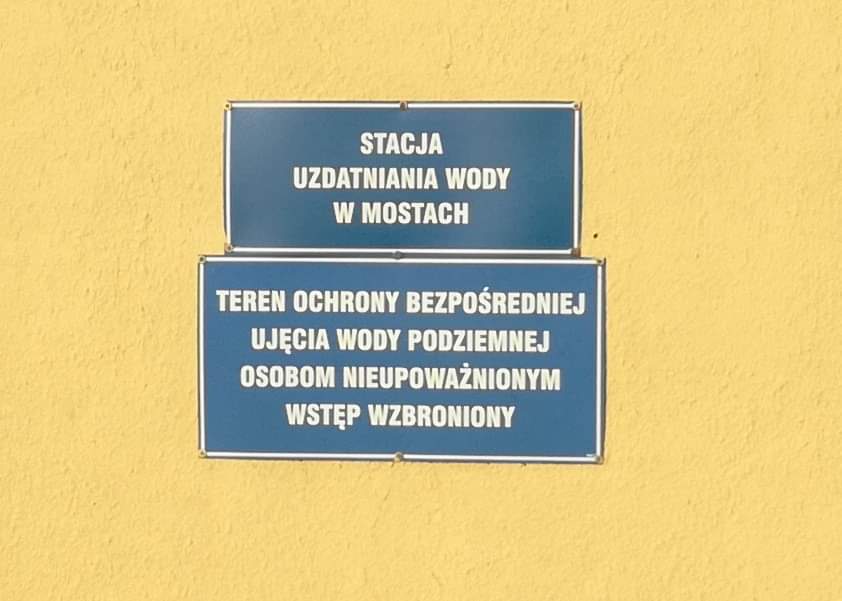 STACJA
UZDATNIANIA WODY
W MOSTACH
TEREN OCHRONY BEZPOŚREDNIEJ
UJĘCIA WODY PODZIEMNEJ
OSOBOM NIEUPOWAŻNIONYM
WSTĘP WZBRONIONY